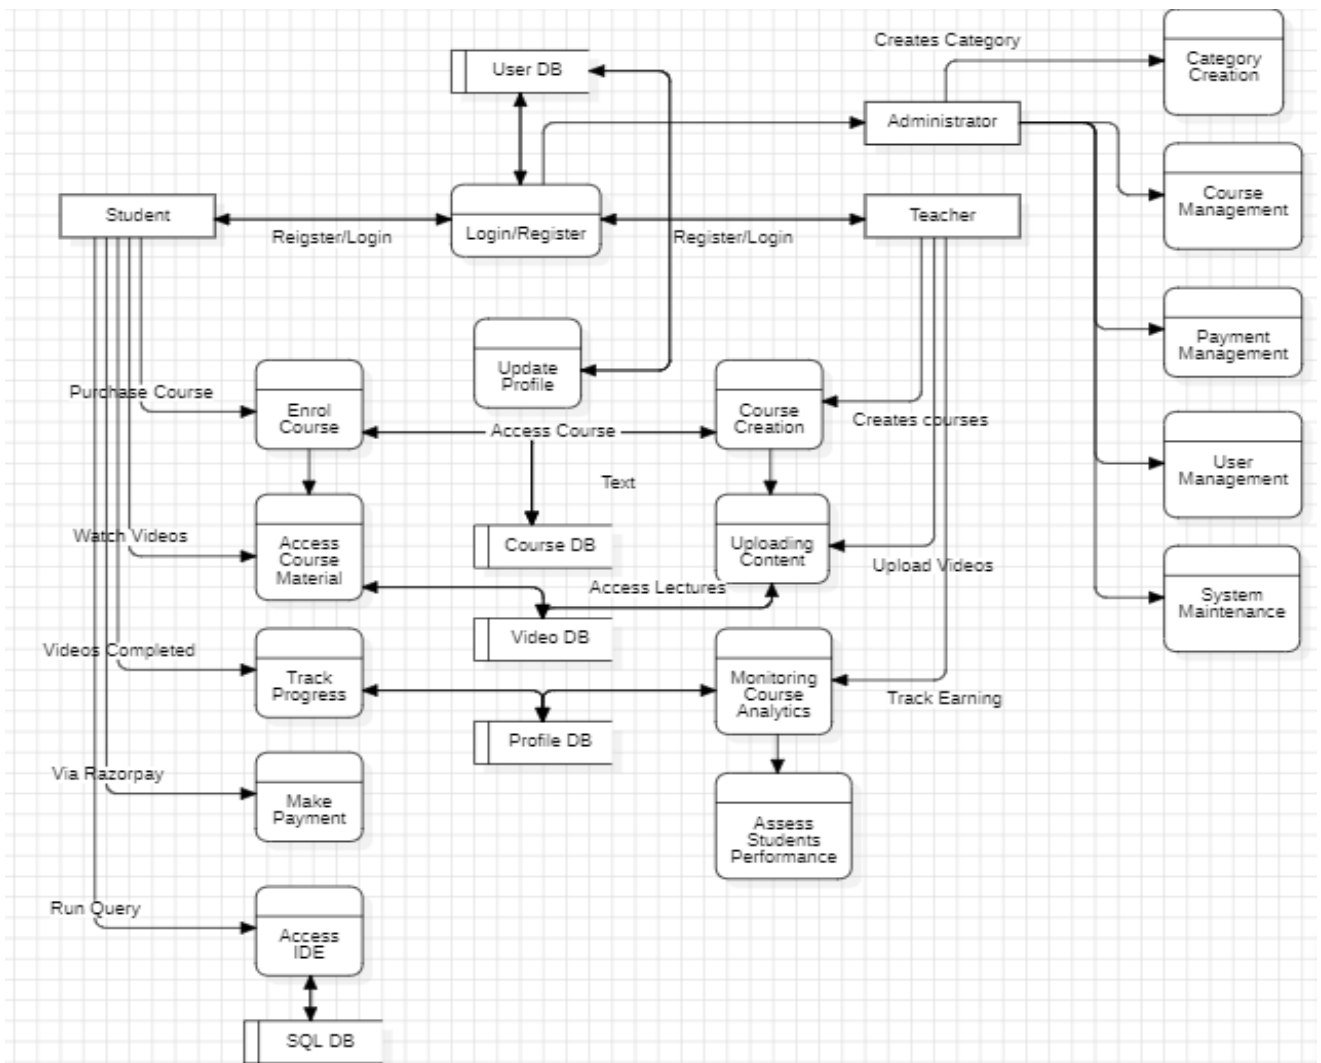 Creates Category
Category
Creation
User DB
Administrator
Course
Management
Student
Login/Register
Teacher
Reigster/Login
Register/Login
Payment
Management
Update
Profile
Purchase Course
Enrol
Course
Access Course
Course
Creation
Creates courses
User
Management
Text
Watch Videos
Access
Course
Material
Course DB
Uploading
Content
Upload Videos
Access Lectures
System
Maintenance
Video DB
Videos Completed
Track
Progress
Monitoring
Course
Analytics
Track Earning
Profile DB
Via Razorpay
Make
Payment
Assess
Students
Performance
Run Query
Access
IDE
SQL DB